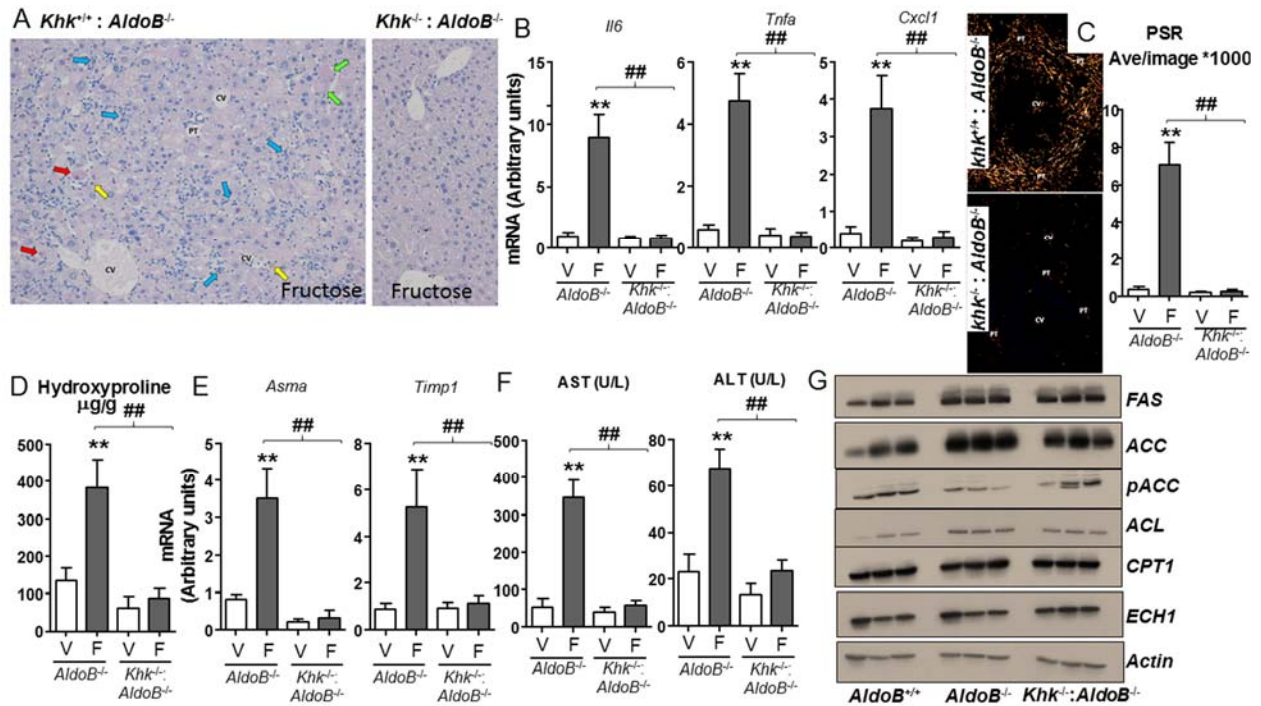 A Khk+/+ : AldoB-/- Khk-/- : AldoB-/-
CV
PT
CV
CV
Fructose
Fructose
B
Il6 Tnfa Cxcl1
## ## ##
** ** **
mRNA (Arbitrary units)
15
10
5
0
6
4
2
0
5
4
3
2
1
0
V F V F V F V F V F V F
AldoB-/- Khk-/-: AldoB-/- AldoB-/- Khk-/-: AldoB-/- AldoB-/- Khk-/-: AldoB-/-
khk+/+ : AldoB-/-
PT
PT
CV
PT
khk-/- : AldoB-/-
CV
PT
PT
CV
PT
C
PSR
Ave/image *1000
##
**
10
8
6
4
2
0
V F V F
AldoB-/- Khk-/-: AldoB-/-
D Hydroxyproline
μg/g
##
**
500
400
300
200
100
0
V F V F
AldoB-/- Khk-/-: AldoB-/-
E
Asma Timp1
## ##
** **
mRNA
(Arbitrary units)
5
4
3
2
1
0
8
6
4
2
0
V F V F V F V F
AldoB-/- Khk-/-: AldoB-/- AldoB-/- Khk-/-: AldoB-/-
F
AST (U/L) ALT (U/L)
## ##
** **
500
400
300
200
100
0
80
60
40
20
0
V F V F V F V F
AldoB-/- Khk-/-: AldoB-/- AldoB-/- Khk-/-: AldoB-/-
G
FAS
ACC
pACC
ACL
CPT1
ECH1
Actin
AldoB+/+ AldoB-/- Khk-/-:AldoB-/-